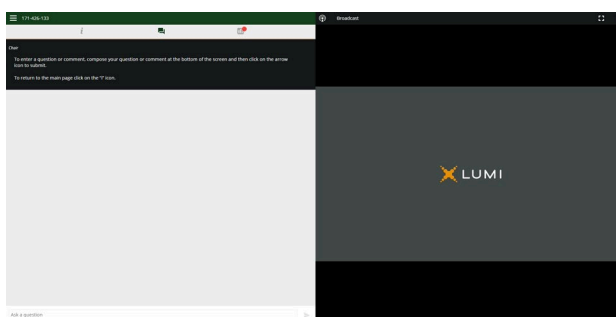 171-426-133
i
Chair
To enter a question or comment, compose your question or comment at the bottom of the screen and then click on the arrow
icon to submit.
To return to the main page click on the "i" icon.
Ask a question
Broadcast
LUMI